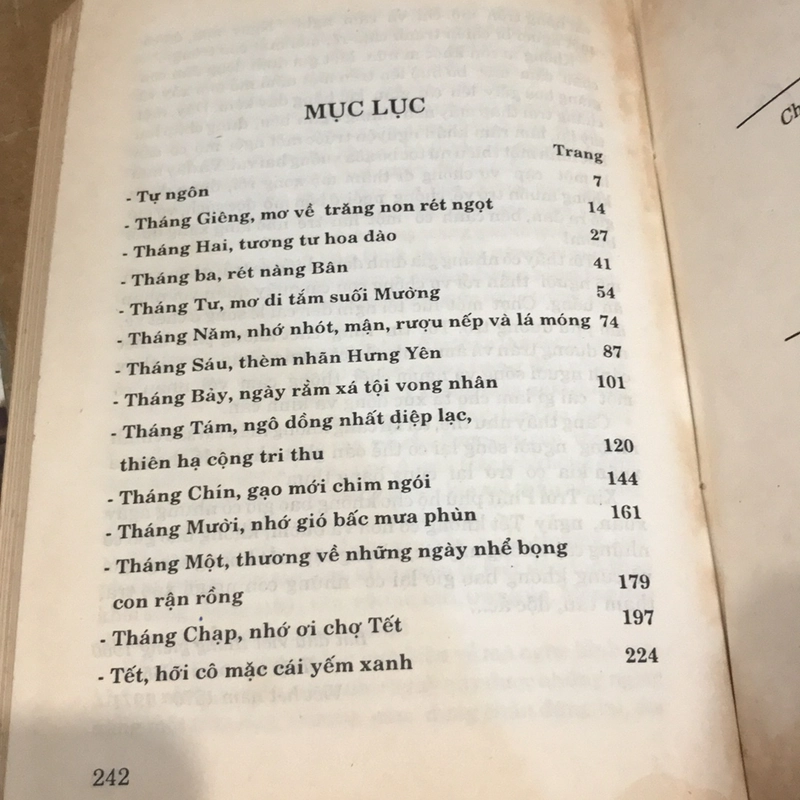 MỤC LỤC
Trang
- Tự ngôn 7
- Tháng Giêng, mơ về trăng non rét ngọt 14
- Tháng Hai, tương tư hoa đào 27
- Tháng ba, rét nàng Bân 41
- Tháng Tư, mơ đi tắm suối Mường 54
- Tháng Năm, nhớ nhót, mận, rượu nếp và lá móng 74
- Tháng Sáu, thèm nhãn Hưng Yên 87
- Tháng Bảy, ngày rằm xá tội vong nhân 101
- Tháng Tám, ngô đồng nhất diệp lạc,
thiên hạ cộng tri thu 120
- Tháng Chín, gạo mới chim ngói 144
- Tháng Mười, nhớ gió bấc mưa phùn 161
- Tháng Một, thương về những ngày nhể bọng
con rận rồng 179
- Tháng Chạp, nhớ ơi chợ Tết 197
- Tết, hỡi cô mặc cái yếm xanh 224
242
Ch